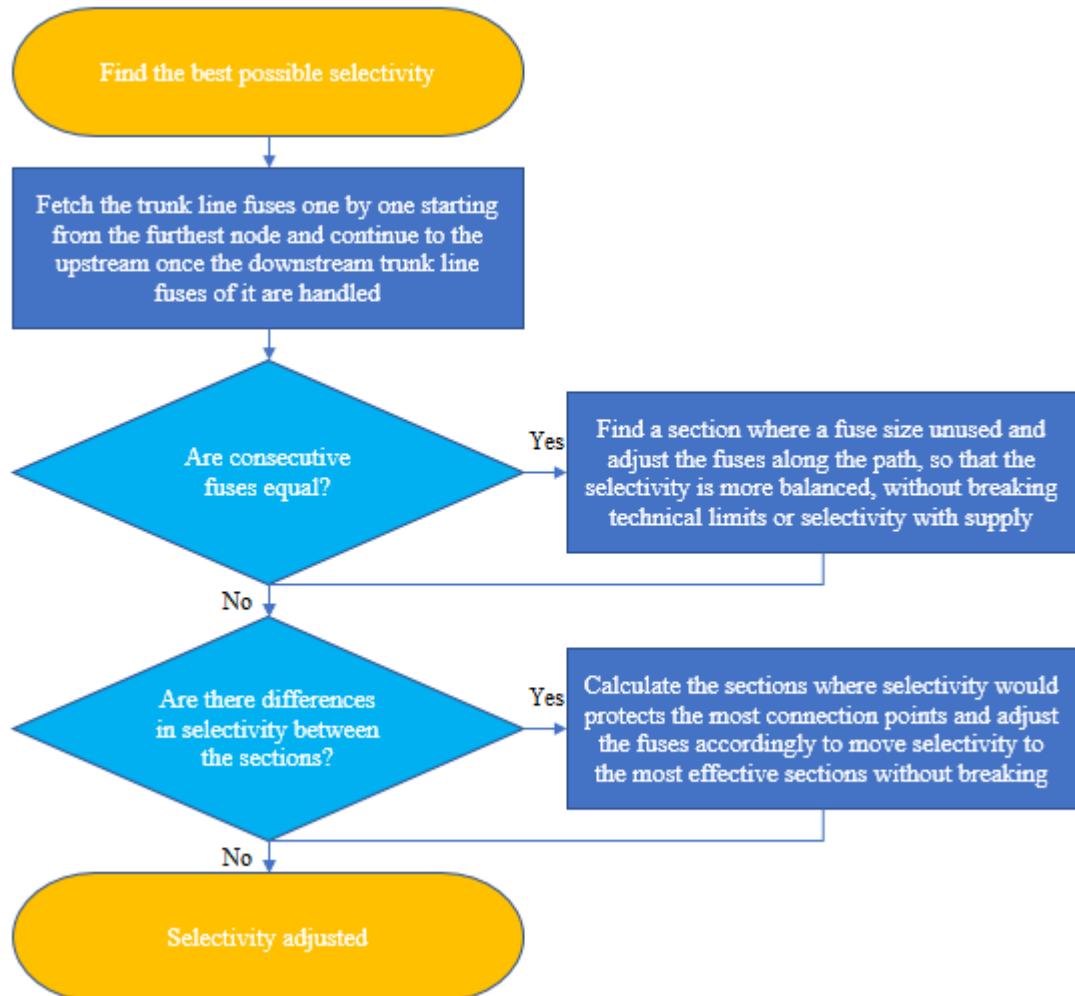 Find the best possible selectivity
Fetch the trunk line fuses one by one starting
from the furthest node and continue to the
upstream once the downstream trunk line
fuses of it are handled
Are consecutive
fuses equal?
Yes
Find a section where a fuse size unused and
adjust the fuses along the path, so that the
selectivity is more balanced, without breaking
technical limits or selectivity with supply
No
Are there differences
in selectivity between
the sections?
Yes
Calculate the sections where selectivity would
protects the most connection points and adjust
the fuses accordingly to move selectivity to
the most effective sections without breaking
No
Selectivity adjusted